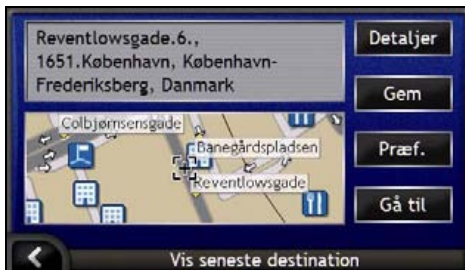 Reventlowsgade.6.,
1651.København, København-
Frederiksberg, Danmark
Detaljer
Gem
Præf.
Gå til
Colbjørnsensgade
Banegårdspladsen
Reventlowsgade
Vis seneste destination